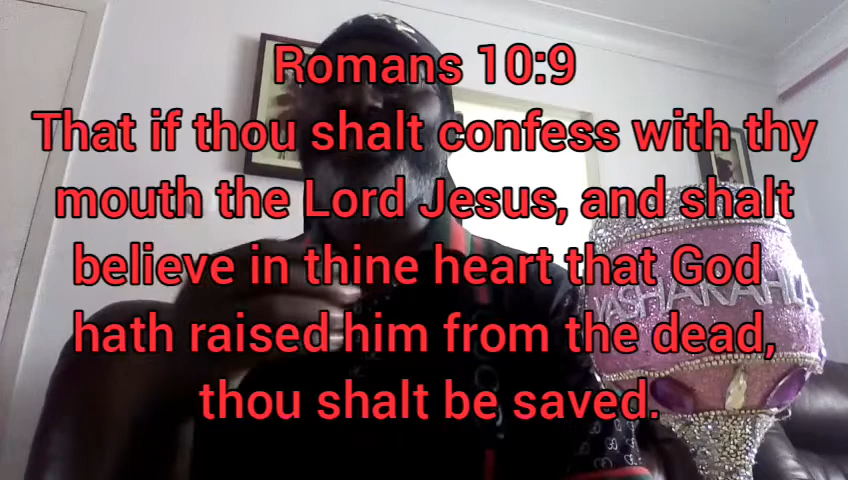 Romans 10:9
That if thou shalt confess with thy
mouth the Lord Jesus, and shalt
believe in thine heart that God
hath raised him from the dead,
thou shalt be saved.